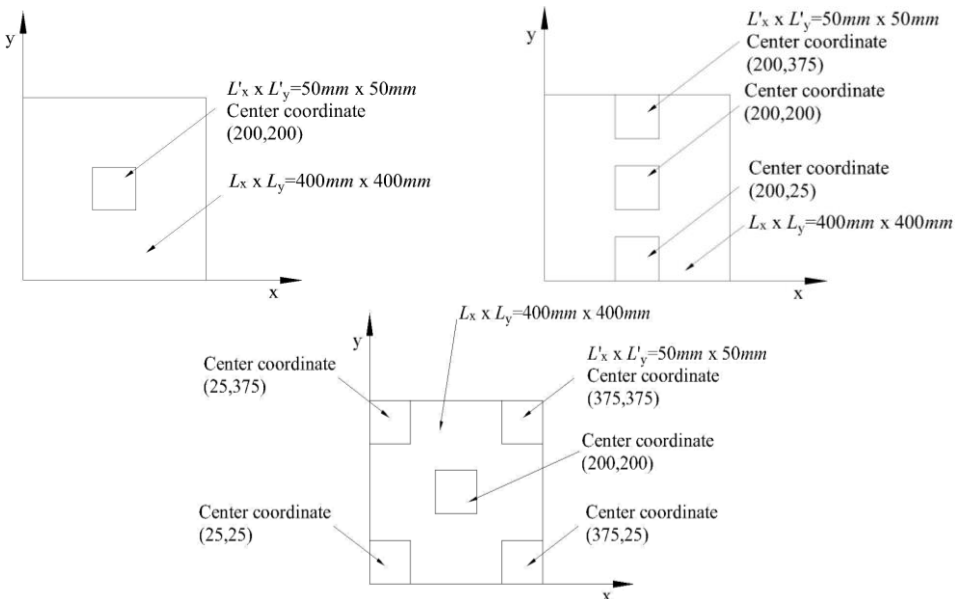 y
L'x x L'y=50mm x 50mm
Center coordinate
(200,200)
Lx x Ly=400mm x 400mm
x
y
L'x x L'y=50mm x 50mm
Center coordinate
(200,375)
Center coordinate
(200,200)
Center coordinate
(200,25)
Lx x Ly=400mm x 400mm
x
y
Lx x Ly=400mm x 400mm
Center coordinate
(25,375)
L'x x L'y=50mm x 50mm
Center coordinate
(375,375)
Center coordinate
(200,200)
Center coordinate
(25,25)
Center coordinate
(375,25)
x